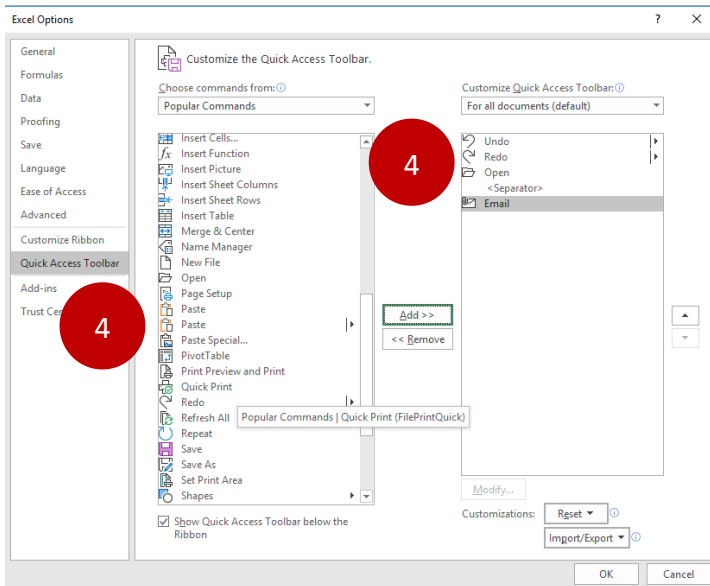 Excel Options
?
General
Formulas
Data
Proofing
Save
Language
Ease of Access
Advanced
Customize Ribbon
Quick Access Toolbar
Add-ins
Trust Cen
4
Customize the Quick Access Toolbar.
Choose commands from:
Popular Commands
Insert Cells...
fx Insert Function
Insert Picture
Insert Sheet Columns
Insert Sheet Rows
Insert Table
Merge & Center
Name Manager
New File
Open
Page Setup
Paste
Paste
Paste Special...
PivotTable
Print Preview and Print
Quick Print
Redo
Refresh All
Popular Commands | Quick Print (FilePrintQuick)
Repeat
Save
Save As
Set Print Area
Shapes
Show Quick Access Toolbar below the
Ribbon
4
Add >>
<< Remove
Customize Quick Access Toolbar:
For all documents (default)
Undo
Redo
Open
<Separator>
Email
Modify...
Customizations:
Reset
Import/Export
OK
Cancel